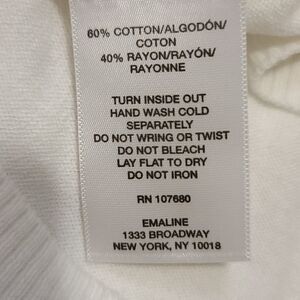 60% COTTON/ALGODÓN/
COTON
40% RAYON/RAYÓN/
RAYONNE
TURN INSIDE OUT
HAND WASH COLD
SEPARATELY
DO NOT WRING OR TWIST
DO NOT BLEACH
LAY FLAT TO DRY
DO NOT IRON
RN 107680
EMALINE
1333 BROADWAY
NEW YORK, NY 10018